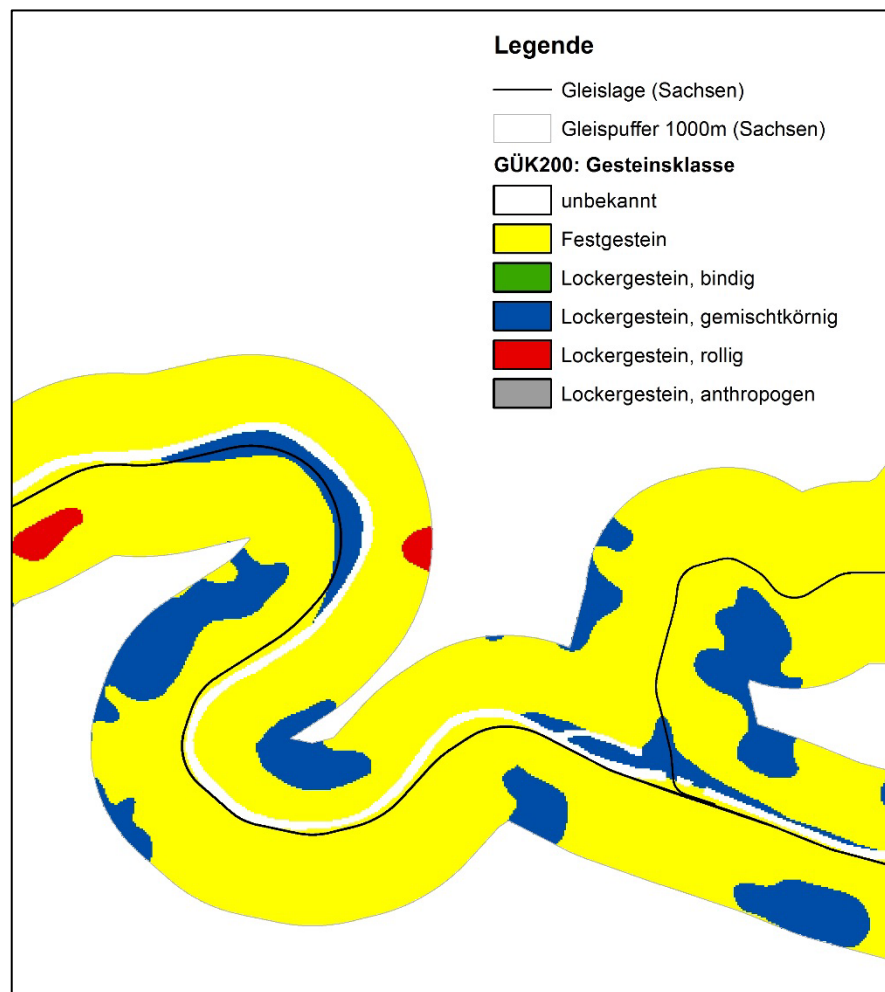 Legende
Gleislage (Sachsen)
Gleispuffer 1000m (Sachsen)
GÜK200: Gesteinsklasse
unbekannt
Festgestein
Lockergestein, bindig
Lockergestein, gemischtkörnig
Lockergestein, rollig
Lockergestein, anthropogen